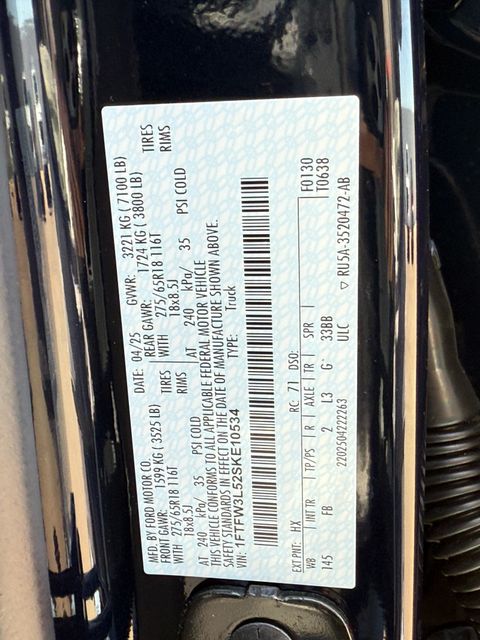 MFD. BY FORD MOTOR CO.
DATE: 04/25 GVWR: 3221 KG ( 7100 LB)
FRONT GAWR: 1599 KG ( 3525 LB) REAR GAWR: 1724 KG ( 3800 LB)
WITH 275/65R18 116T TIRES WITH 275/65R18 116T TIRES
18x8.5J RIMS 18x8.5J RIMS
AT 240 kPa/ 35 PSI COLD AT 240 kPa/ 35 PSI COLD
THIS VEHICLE CONFORMS TO ALL APPLICABLE FEDERAL MOTOR VEHICLE
SAFETY STANDARDS IN EFFECT ON THE DATE OF MANUFACTURE SHOWN ABOVE.
VIN: 1FTFW3L52SKE10534 TYPE: Truck
F0130
T0638
EXT PNT: HX RC: 71 DSO:
WB INT TR TP/PS R AXLE TR SPR
145 FB 2 L3 G 33BB
2202504222263 ULC ▽ RU5A-3520472-AB